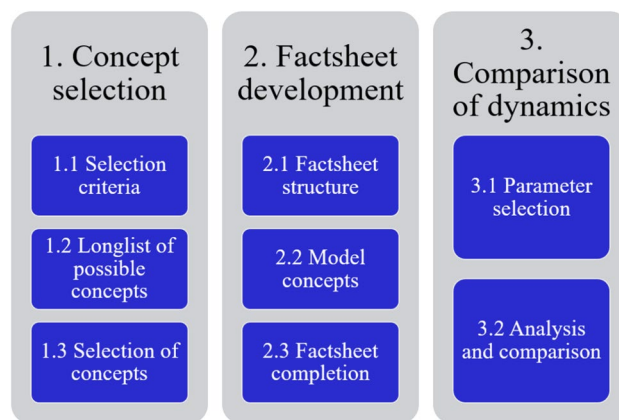 1. Concept
selection
1.1 Selection
criteria
1.2 Longlist of
possible
concepts
1.3 Selection of
concepts
2. Factsheet
development
2.1 Factsheet
structure
2.2 Model
concepts
2.3 Factsheet
completion
3.
Comparison
of dynamics
3.1 Parameter
selection
3.2 Analysis
and comparison